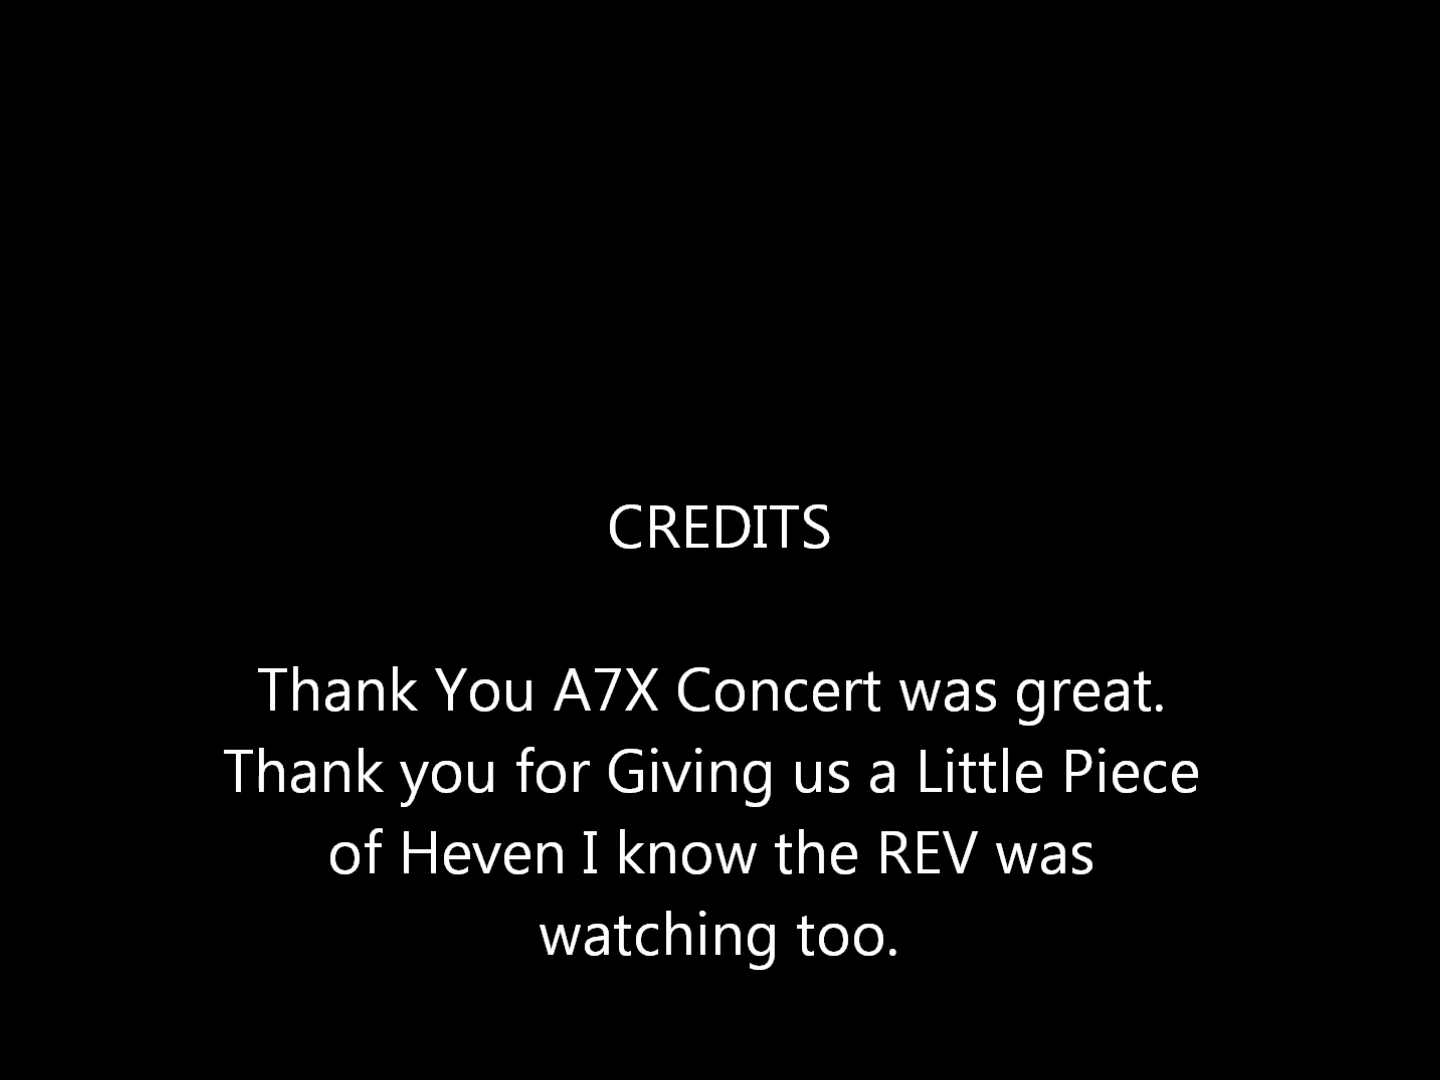 CREDITS
Thank You A7X Concert was great.
Thank you for Giving us a Little Piece
of Heven I know the REV was
watching too.